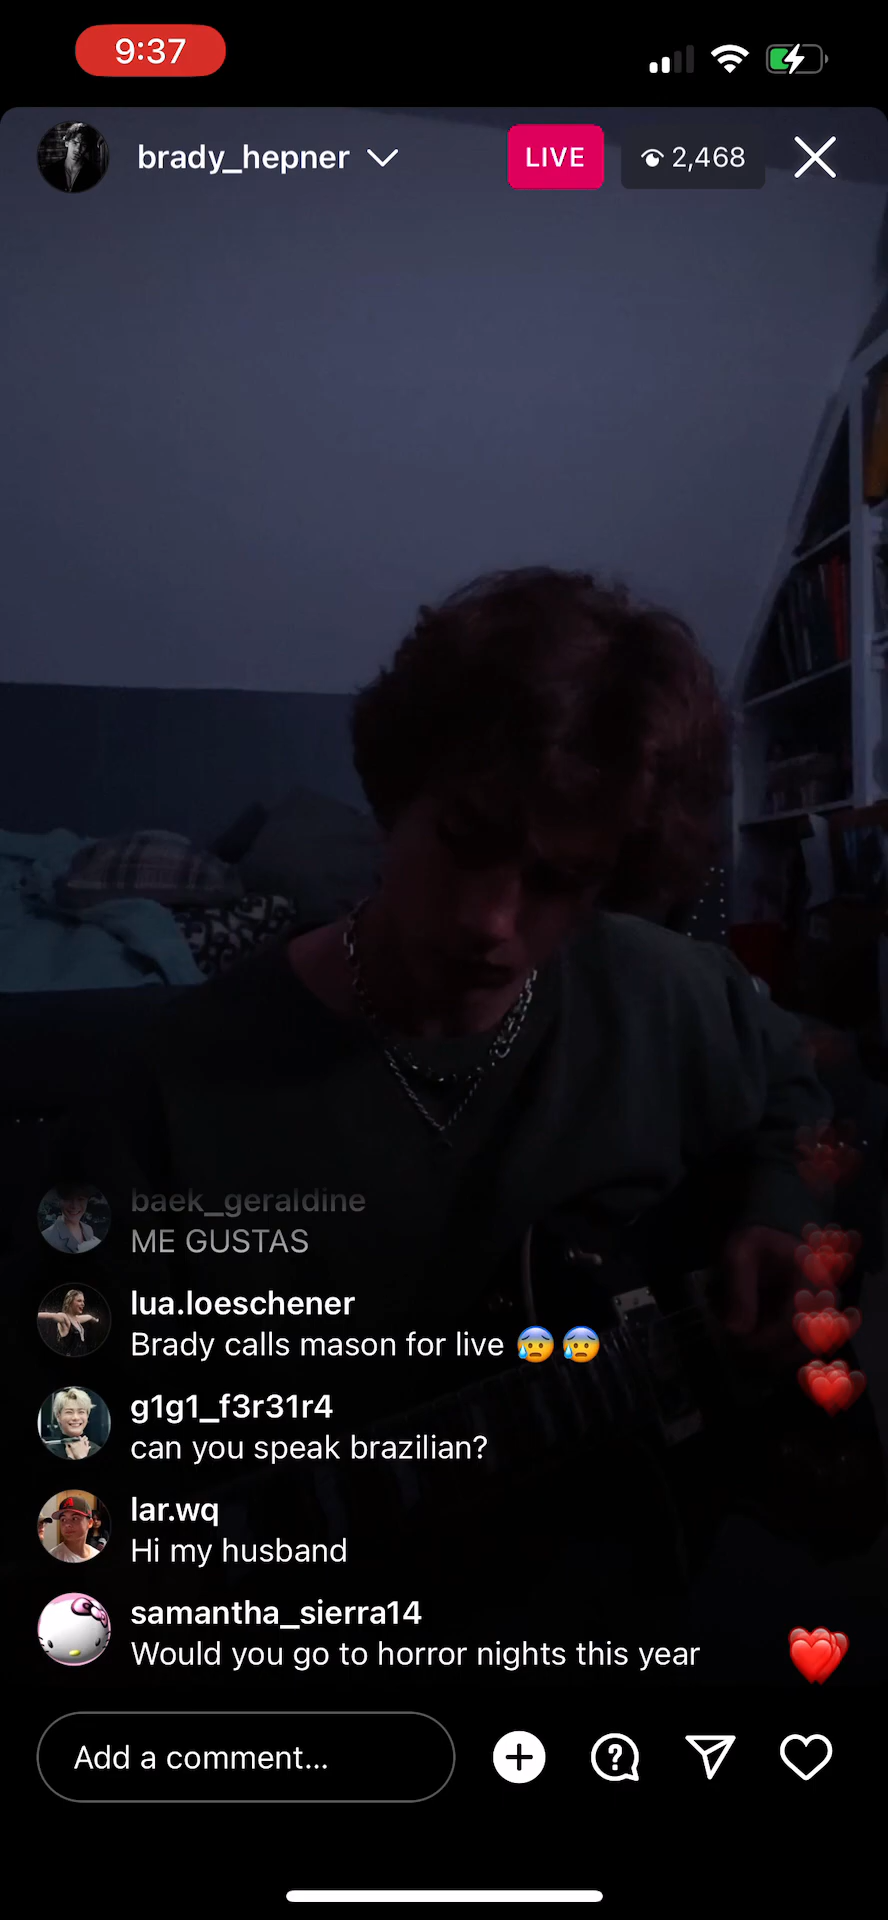 9:37
brady_hepner
LIVE
2,468
baek_geraldine
ME GUSTAS
lua.loeschener
Brady calls mason for live 😰😰
g1g1_f3r31r4
can you speak brazilian?
lar.wq
Hi my husband
samantha_sierra14
Would you go to horror nights this year
Add a comment...